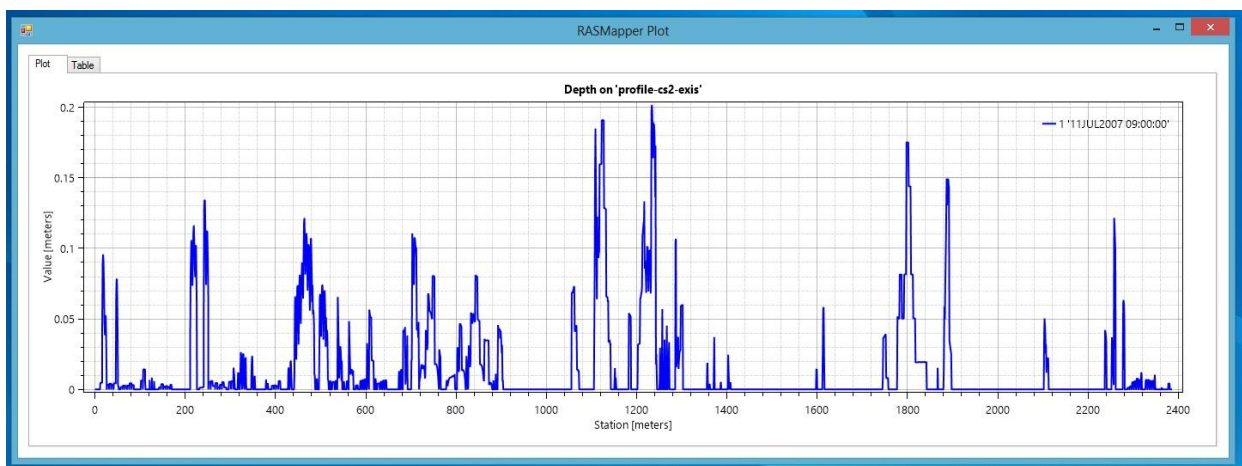 RASMapper Plot
Plot Table
Depth on 'profile-cs2-exis'
1 '11JUL2007 09:00:00'
Value [meters]
0.2
0.15
0.1
0.05
0
0 200 400 600 800 1000 1200 1400 1600 1800 2000 2200 2400
Station [meters]